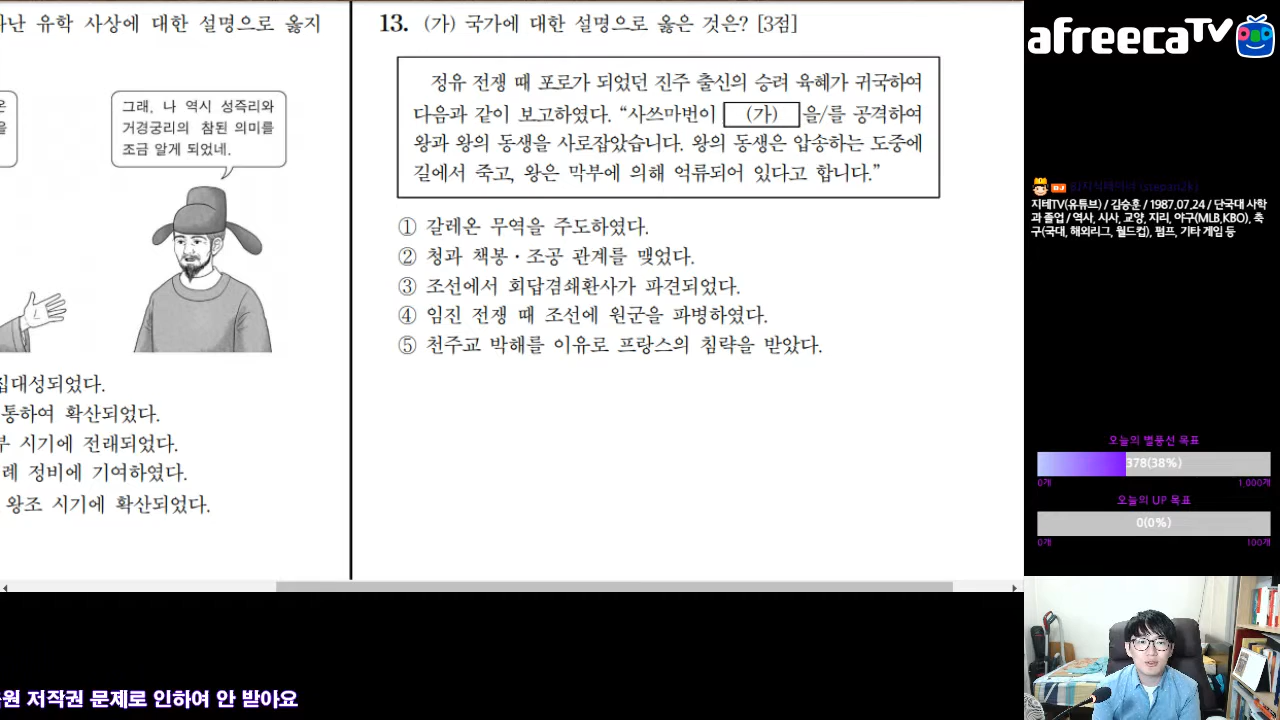 나난 유학 사상에 대한 설명으로 옳지
그래, 나 역시 성즉리와
거경궁리의 참된 의미를
조금 알게 되었네.
집대성되었다.
통하여 확산되었다.
부 시기에 전래되었다.
례 정비에 기여하였다.
왕조 시기에 확산되었다.
13. (가) 국가에 대한 설명으로 옳은 것은? [3점]
정유 전쟁 때 포로가 되었던 진주 출신의 승려 육혜가 귀국하여
다음과 같이 보고하였다. “사쓰마번이 (가) 을/를 공격하여
왕과 왕의 동생을 사로잡았습니다. 왕의 동생은 압송하는 도중에
길에서 죽고, 왕은 막부에 의해 억류되어 있다고 합니다.”
① 갈레온 무역을 주도하였다.
② 청과 책봉·조공 관계를 맺었다.
③ 조선에서 회답겸쇄환사가 파견되었다.
④ 임진 전쟁 때 조선에 원군을 파병하였다.
⑤ 천주교 박해를 이유로 프랑스의 침략을 받았다.
afreecaTV
DJ
지테TV(유튜브) / 김승훈 / 1987.07.24 / 단국대 사학
과 졸업 / 역사, 시사, 교양, 지리, 야구(MLB,KBO), 축
구(국대, 해외리그, 월드컵), 펌프, 기타 게임 등
오늘의 별풍선 목표
378(38%)
0개 1,000개
오늘의 UP 목표
0(0%)
0개 100개
원 저작권 문제로 인하여 안 받아요